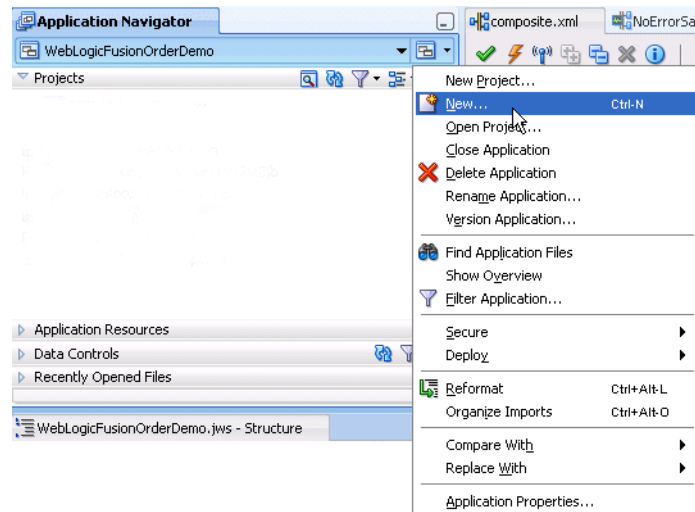 Application Navigator
composite.xml
NoErrorSa
WebLogicFusionOrderDemo
Projects
New Project...
New... Ctrl-N
Open Project...
Close Application
Delete Application
Rename Application...
Version Application...
Find Application Files
Show Overview
Filter Application...
Application Resources
Secure
Data Controls
Deploy
Recently Opened Files
Reformat Ctrl+Alt-L
Organize Imports Ctrl+Alt-O
WebLogicFusionOrderDemo.jws - Structure
Compare With
Replace With
Application Properties...